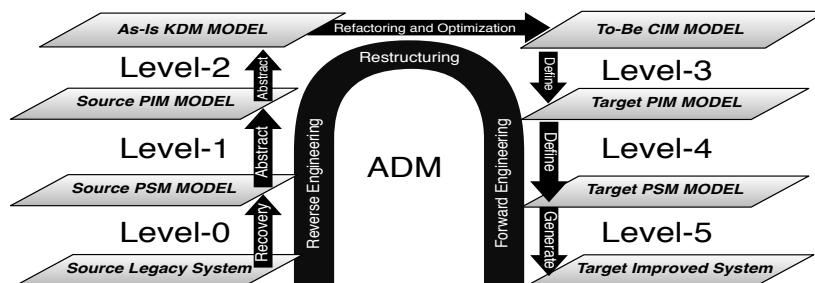 As-Is KDM MODEL
Refactoring and Optimization
To-Be CIM MODEL
Restructuring
Level-2
Abstract
Define
Level-3
Source PIM MODEL
Target PIM MODEL
Level-1
Abstract
Reverse Engineering
ADM
Forward Engineering
Define
Level-4
Source PSM MODEL
Target PSM MODEL
Level-0
Recovery
Generate
Level-5
Source Legacy System
Target Improved System